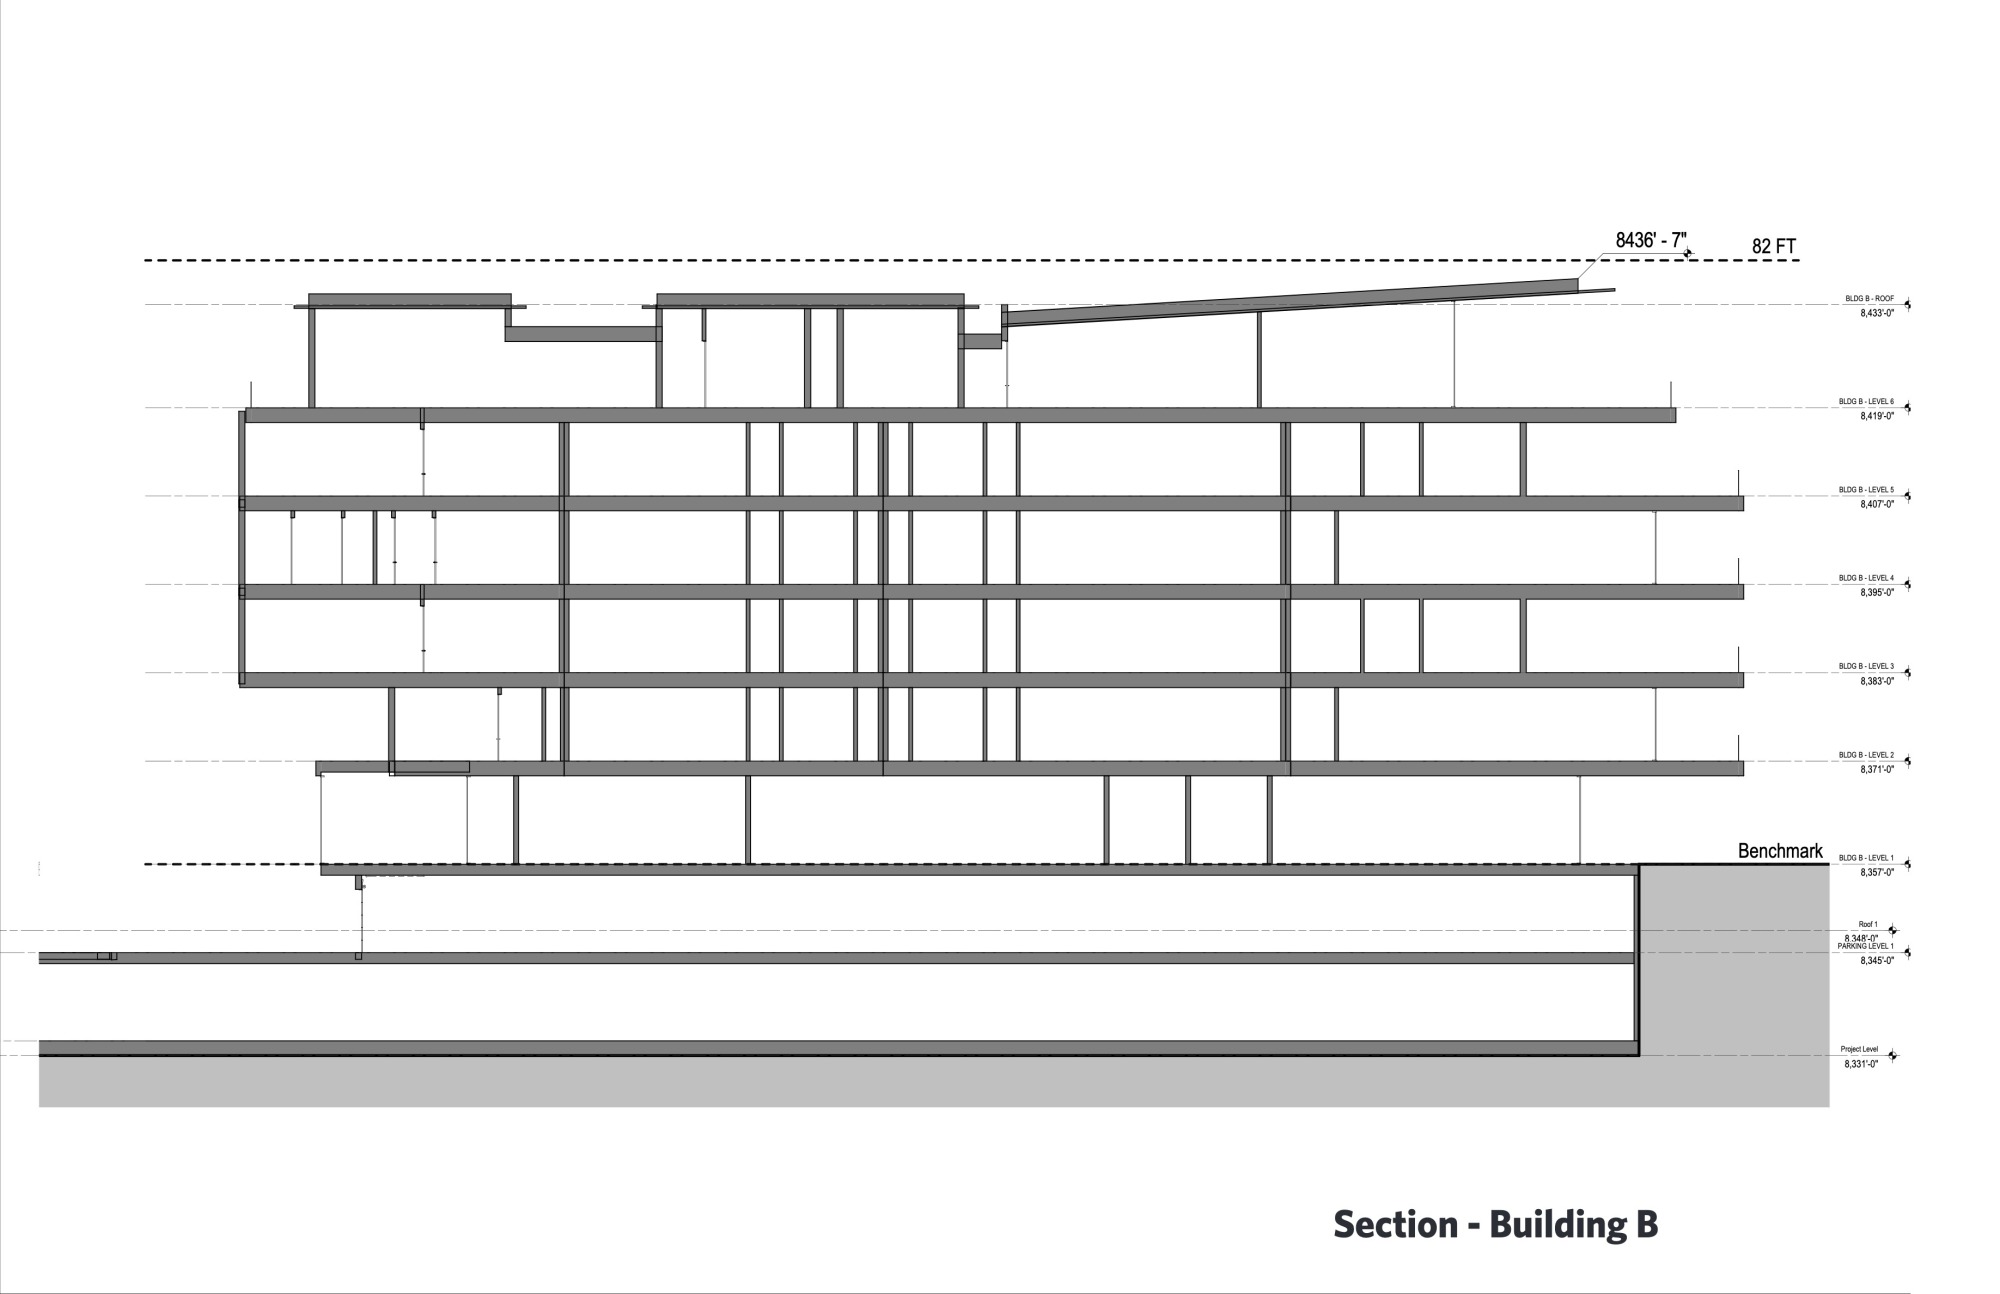 8436' - 7"
82 FT
BLDG B - ROOF
8,433'-0"
BLDG B - LEVEL 6
8,419'-0"
BLDG B - LEVEL 5
8,407'-0"
BLDG B - LEVEL 4
8,395'-0"
BLDG B - LEVEL 3
8,383'-0"
BLDG B - LEVEL 2
8,371'-0"
Benchmark
BLDG B - LEVEL 1
8,357'-0"
Roof 1
8,348'-0"
PARKING LEVEL 1
8,345'-0"
Project Level
8,331'-0"
Section - Building B